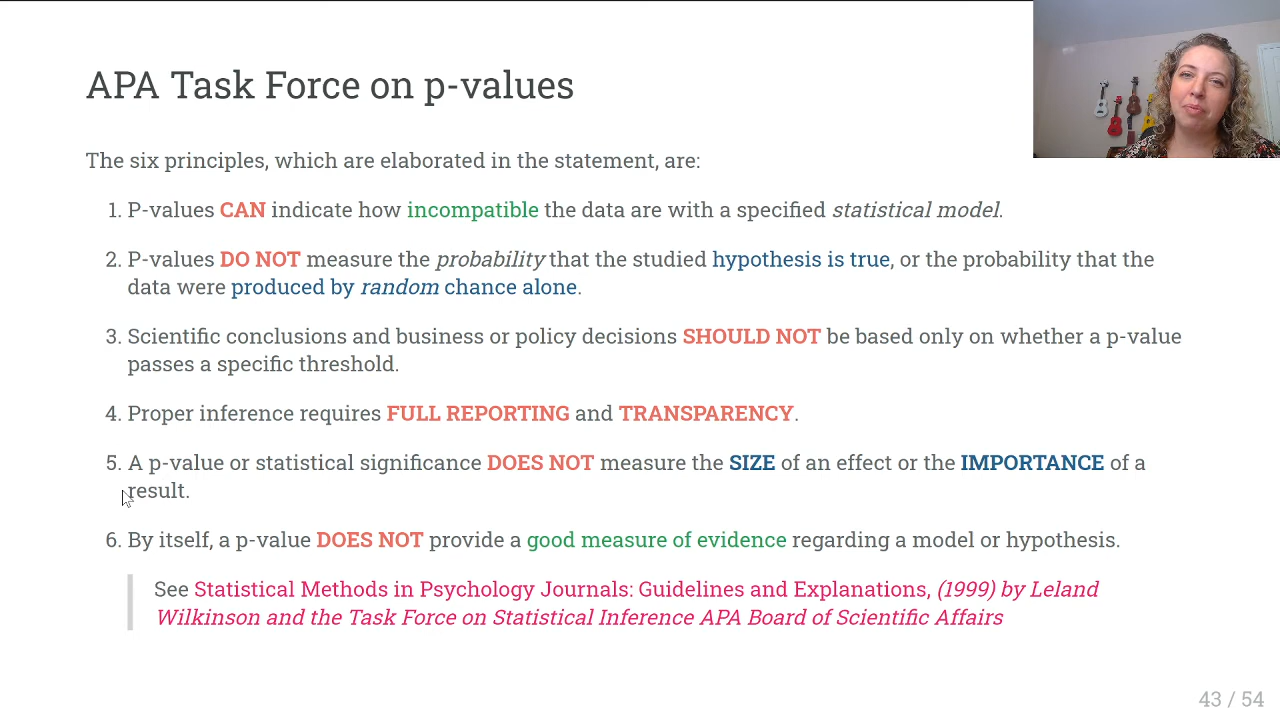 APA Task Force on p-values
The six principles, which are elaborated in the statement, are:
1. P-values CAN indicate how incompatible the data are with a specified statistical model.
2. P-values DO NOT measure the probability that the studied hypothesis is true, or the probability that the
data were produced by random chance alone.
3. Scientific conclusions and business or policy decisions SHOULD NOT be based only on whether a p-value
passes a specific threshold.
4. Proper inference requires FULL REPORTING and TRANSPARENCY.
5. A p-value or statistical significance DOES NOT measure the SIZE of an effect or the IMPORTANCE of a
result.
6. By itself, a p-value DOES NOT provide a good measure of evidence regarding a model or hypothesis.
See Statistical Methods in Psychology Journals: Guidelines and Explanations, (1999) by Leland
Wilkinson and the Task Force on Statistical Inference APA Board of Scientific Affairs
43 / 54